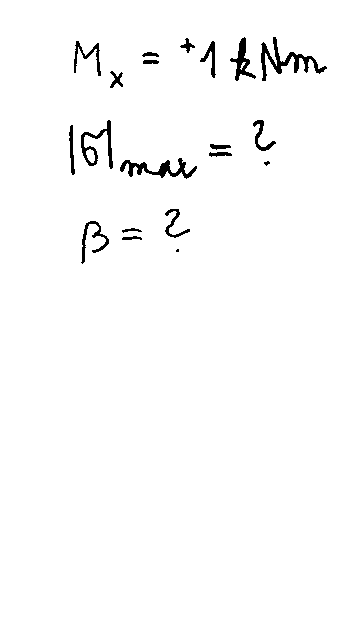 Mₓ = +1 kNm
|σ|max = ?
β = ?